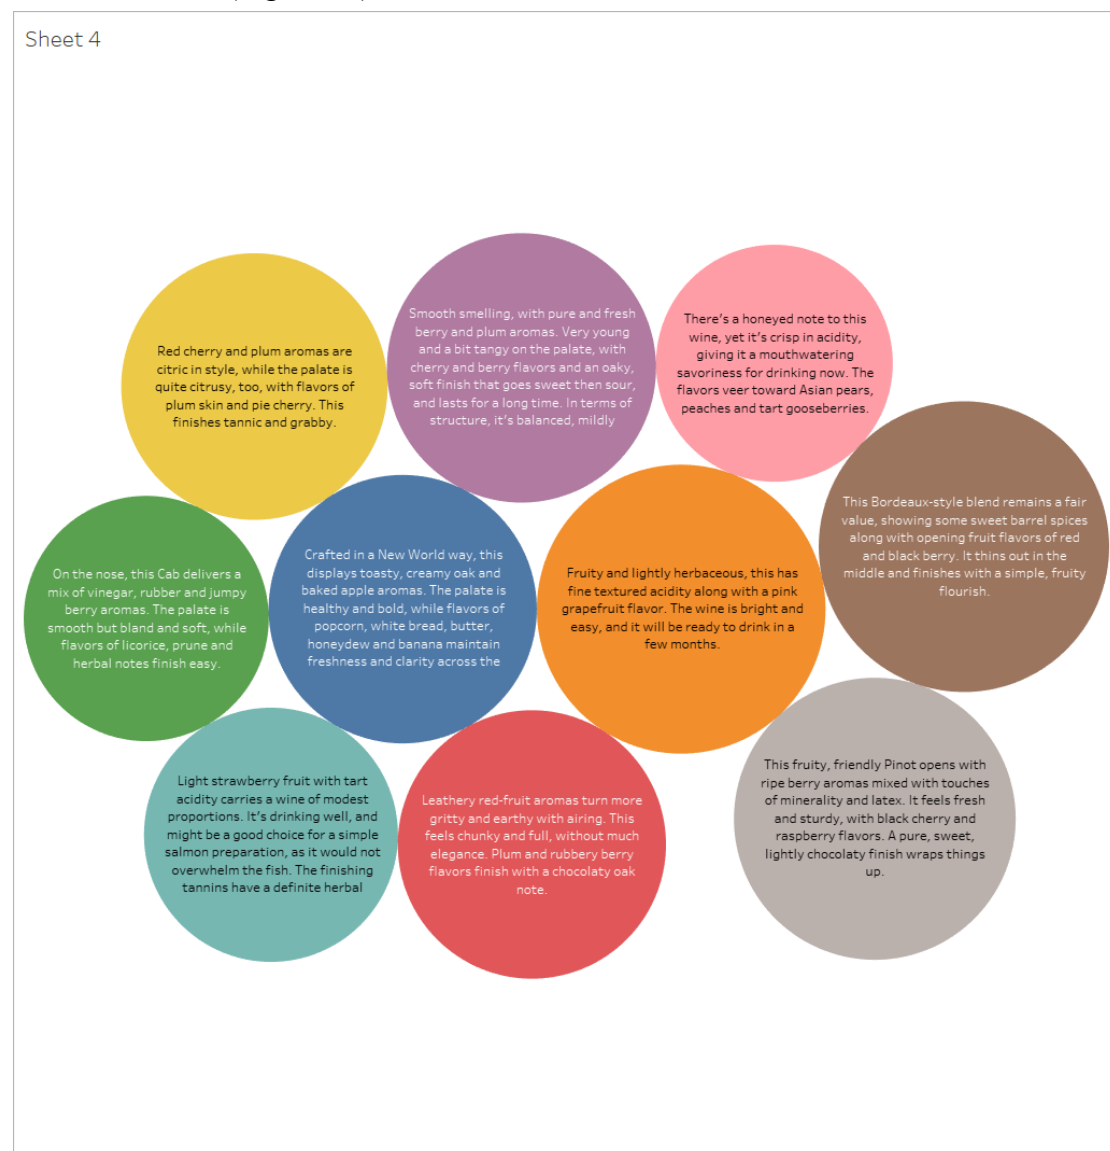 Sheet 4
Red cherry and plum aromas are
citric in style, while the palate is
quite citrusy, too, with flavors of
plum skin and pie cherry. This
finishes tannic and grabby.
Smooth smelling, with pure and fresh
berry and plum aromas. Very young
and a bit tangy on the palate, with
cherry and berry flavors and an oaky,
soft finish that goes sweet then sour,
and lasts for a long time. In terms of
structure, it's balanced, mildly
There's a honeyed note to this
wine, yet it's crisp in acidity,
giving it a mouthwatering
savoriness for drinking now. The
flavors veer toward Asian pears,
peaches and tart gooseberries.
This Bordeaux-style blend remains a fair
value, showing some sweet barrel spices
along with opening fruit flavors of red
and black berry. It thins out in the
middle and finishes with a simple, fruity
flourish.
On the nose, this Cab delivers a
mix of vinegar, rubber and jumpy
berry aromas. The palate is
smooth but bland and soft, while
flavors of licorice, prune and
herbal notes finish easy.
Crafted in a New World way, this
displays toasty, creamy oak and
baked apple aromas. The palate is
healthy and bold, while flavors of
popcorn, white bread, butter,
honeydew and banana maintain
freshness and clarity across the
Fruity and lightly herbaceous, this has
fine textured acidity along with a pink
grapefruit flavor. The wine is bright and
easy, and it will be ready to drink in a
few months.
Light strawberry fruit with tart
acidity carries a wine of modest
proportions. It's drinking well, and
might be a good choice for a simple
salmon preparation, as it would not
overwhelm the fish. The finishing
tannins have a definite herbal
Leathery red-fruit aromas turn more
gritty and earthy with airing. This
feels chunky and full, without much
elegance. Plum and rubbery berry
flavors finish with a chocolaty oak
note.
This fruity, friendly Pinot opens with
ripe berry aromas mixed with touches
of minerality and latex. It feels fresh
and sturdy, with black cherry and
raspberry flavors. A pure, sweet,
lightly chocolaty finish wraps things
up.